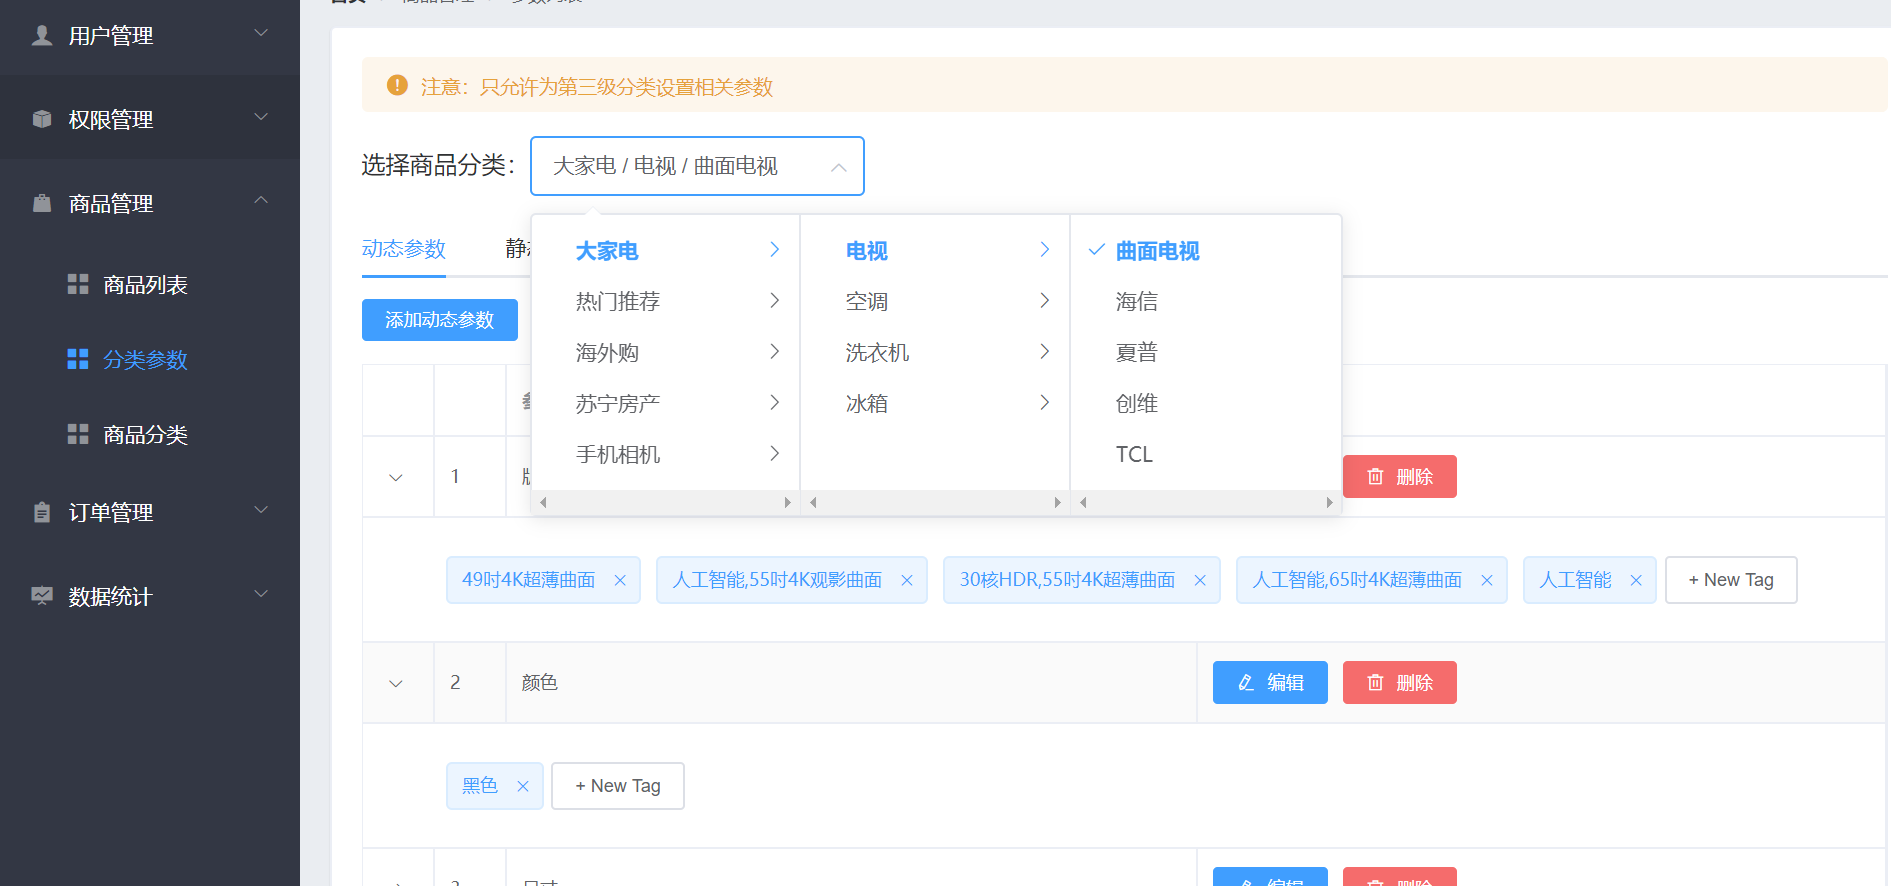 用户管理
权限管理
商品管理
商品列表
分类参数
商品分类
订单管理
数据统计
注意：只允许为第三级分类设置相关参数
选择商品分类：
大家电 / 电视 / 曲面电视
动态参数
静
添加动态参数
大家电
热门推荐
海外购
苏宁房产
手机相机
电视
空调
洗衣机
冰箱
曲面电视
海信
夏普
创维
TCL
1
删除
49吋4K超薄曲面
人工智能,55吋4K观影曲面
30核HDR,55吋4K超薄曲面
人工智能,65吋4K超薄曲面
人工智能
+ New Tag
2
颜色
编辑
删除
黑色
+ New Tag
编辑
删除